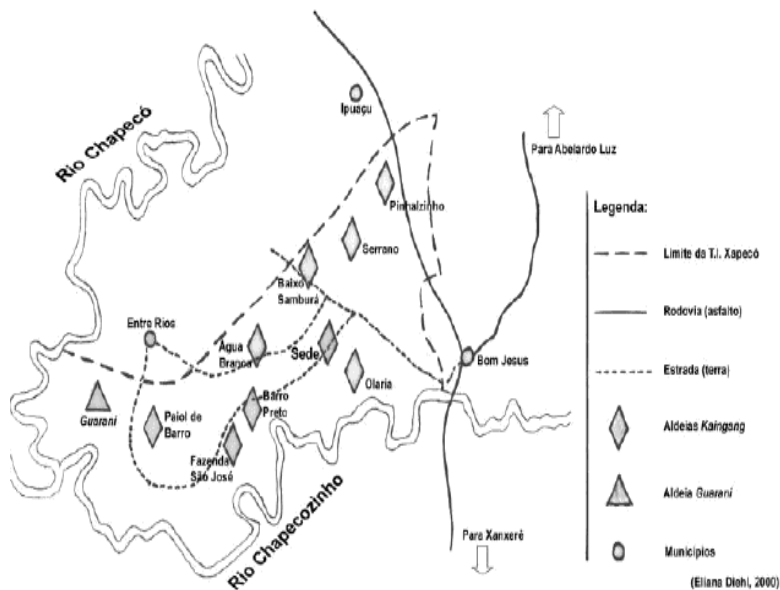 Ipuaçu
Rio Chapecó
Para Abelardo Luz
Pinhalzinho
Legenda:
Serrano
Limite da T.I. Xapecó
Baixo
Samburá
Rodovia (asfalto)
Entre Rios
Água
Branca
Sede
Bom Jesus
Estrada (terra)
Olaria
Guarani
Paiol de
Barro
Barro
Preto
Aldeias Kaingang
Fazenda
São José
Aldeia Guarani
Rio Chapecozinho
Para Xanxerê
Municípios
(Eliana Diehl, 2000)